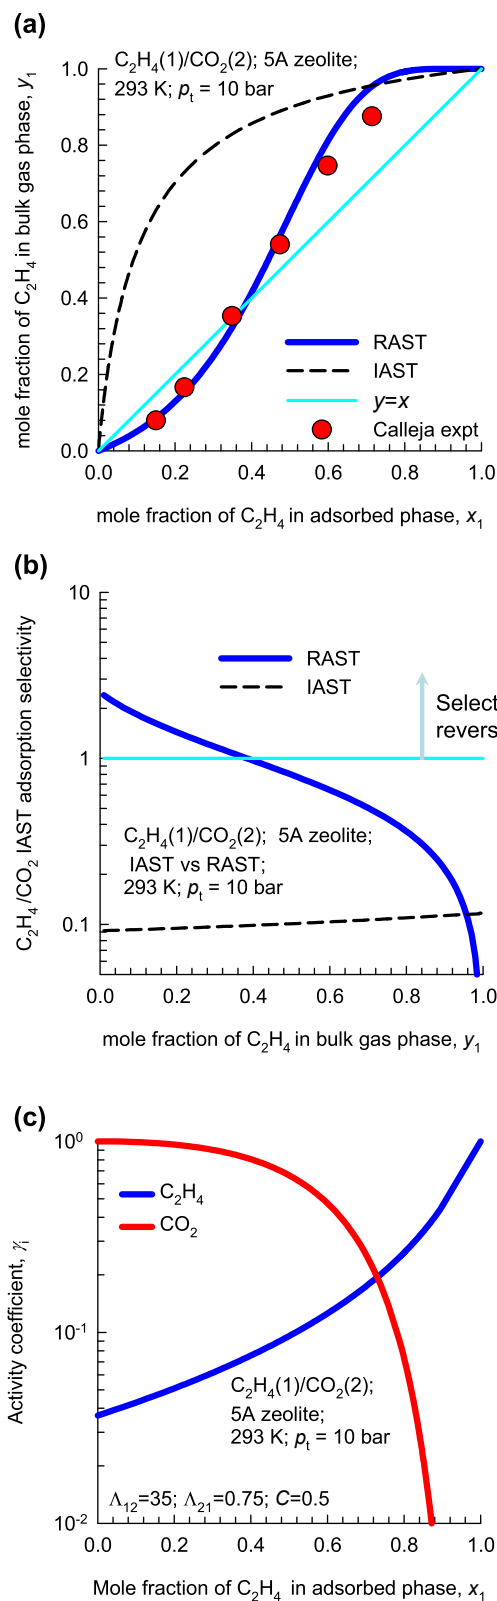 (a)
C₂H₄(1)/CO₂(2); 5A zeolite;
293 K; pₜ = 10 bar
mole fraction of C₂H₄ in bulk gas phase, y₁
1.0
0.8
0.6
0.4
0.2
0.0
RAST
IAST
y=x
Calleja expt
0.0 0.2 0.4 0.6 0.8 1.0
mole fraction of C₂H₄ in adsorbed phase, x₁
(b)
C₂H₄/CO₂ IAST adsorption selectivity
10
1
0.1
RAST
IAST
Select
revers
C₂H₄(1)/CO₂(2); 5A zeolite;
IAST vs RAST;
293 K; pₜ = 10 bar
0.0 0.2 0.4 0.6 0.8 1.0
mole fraction of C₂H₄ in bulk gas phase, y₁
(c)
Activity coefficient, γᵢ
10⁰
10⁻¹
10⁻²
C₂H₄
CO₂
C₂H₄(1)/CO₂(2);
5A zeolite;
293 K; pₜ = 10 bar
Λ₁₂=35; Λ₂₁=0.75; C=0.5
0.0 0.2 0.4 0.6 0.8 1.0
Mole fraction of C₂H₄ in adsorbed phase, x₁